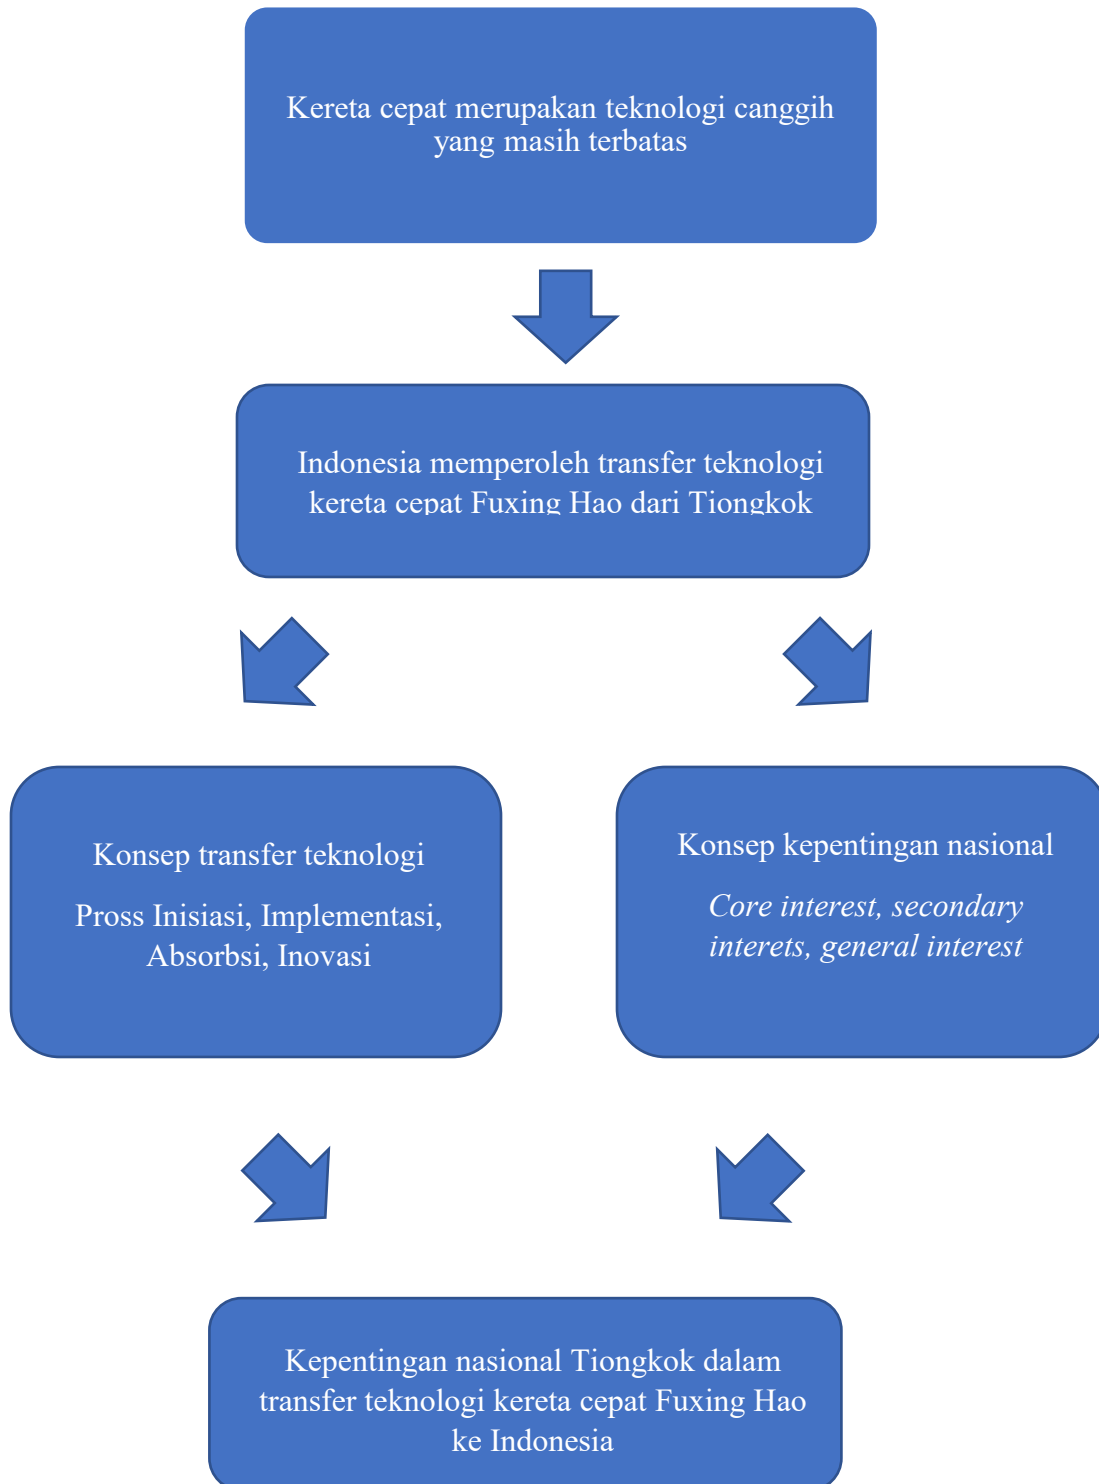 Kereta cepat merupakan teknologi canggih
yang masih terbatas
Indonesia memperoleh transfer teknologi
kereta cepat Fuxing Hao dari Tiongkok
Konsep transfer teknologi
Pross Inisiasi, Implementasi,
Absorbsi, Inovasi
Konsep kepentingan nasional
Core interest, secondary
interets, general interest
Kepentingan nasional Tiongkok dalam
transfer teknologi kereta cepat Fuxing Hao
ke Indonesia